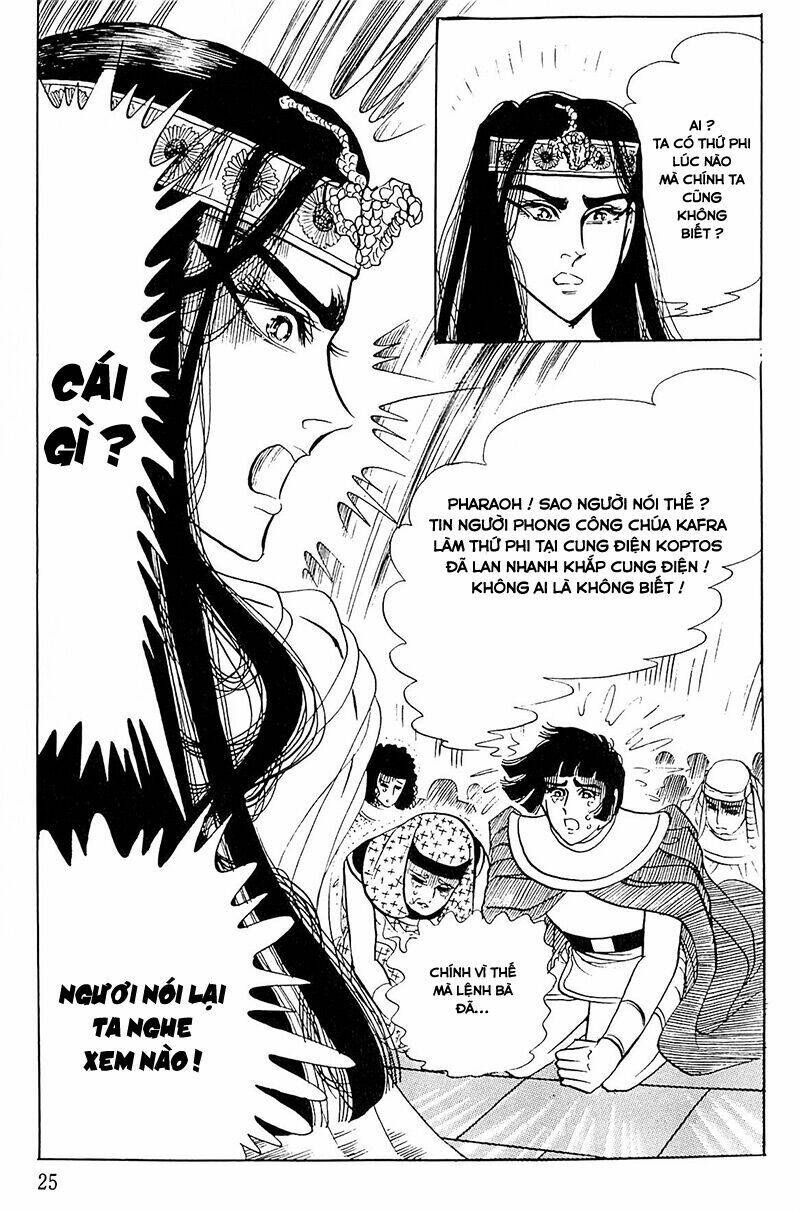 AI ?
TA CÓ THỨ PHI
LÚC NÀO
MÀ CHÍNH TA
CŨNG
KHÔNG
BIẾT ?
CÁI
GÌ ?
PHARAOH ! SAO NGƯỜI NÓI THẾ ?
TIN NGƯỜI PHONG CÔNG CHÚA KAFRA
LÀM THỨ PHI TẠI CUNG ĐIỆN KOPTOS
ĐÃ LAN NHANH KHẮP CUNG ĐIỆN !
KHÔNG AI LÀ KHÔNG BIẾT !
CHÍNH VÌ THẾ
MÀ LỆNH BÀ
ĐÃ...
NGƯƠI NÓI LẠI
TA NGHE
XEM NÀO !
25